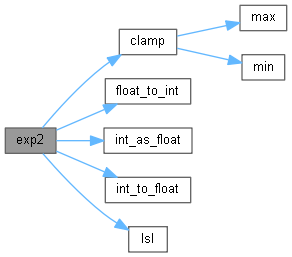 exp2
clamp
float_to_int
int_as_float
int_to_float
lsl
max
min